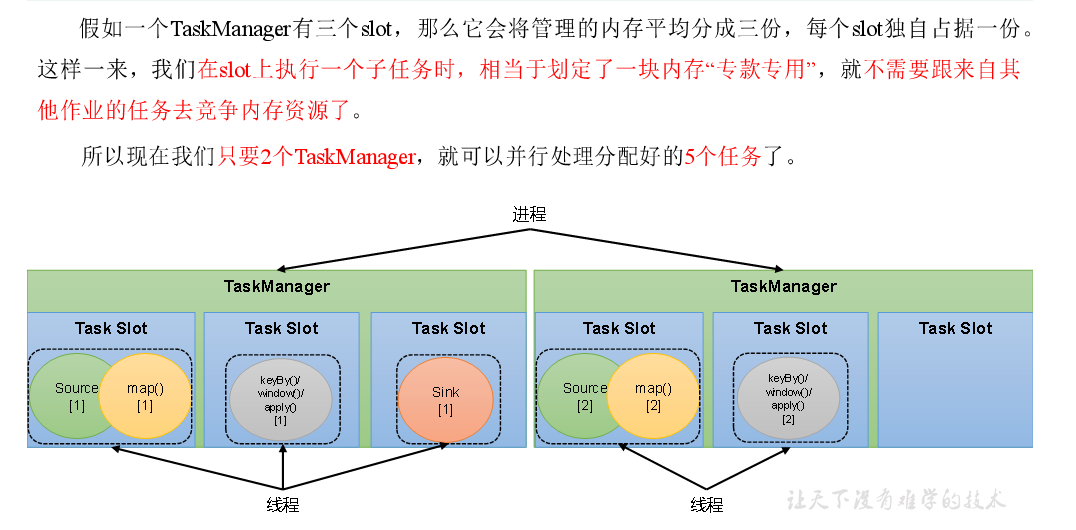 假如一个TaskManager有三个slot，那么它会将管理的内存平均分成三份，每个slot独自占据一份。
这样一来，我们在slot上执行一个子任务时，相当于划定了一块内存“专款专用”，就不需要跟来自其
他作业的任务去竞争内存资源了。
所以现在我们只要2个TaskManager，就可以并行处理分配好的5个任务了。
进程
TaskManager
TaskManager
Task Slot
Task Slot
Task Slot
Task Slot
Task Slot
Task Slot
Source
[1]
map()
[1]
keyBy()/
window()/
apply()
[1]
Sink
[1]
Source
[2]
map()
[2]
keyBy()/
window()/
apply()
[2]
线程
线程
让天下没有难学的技术